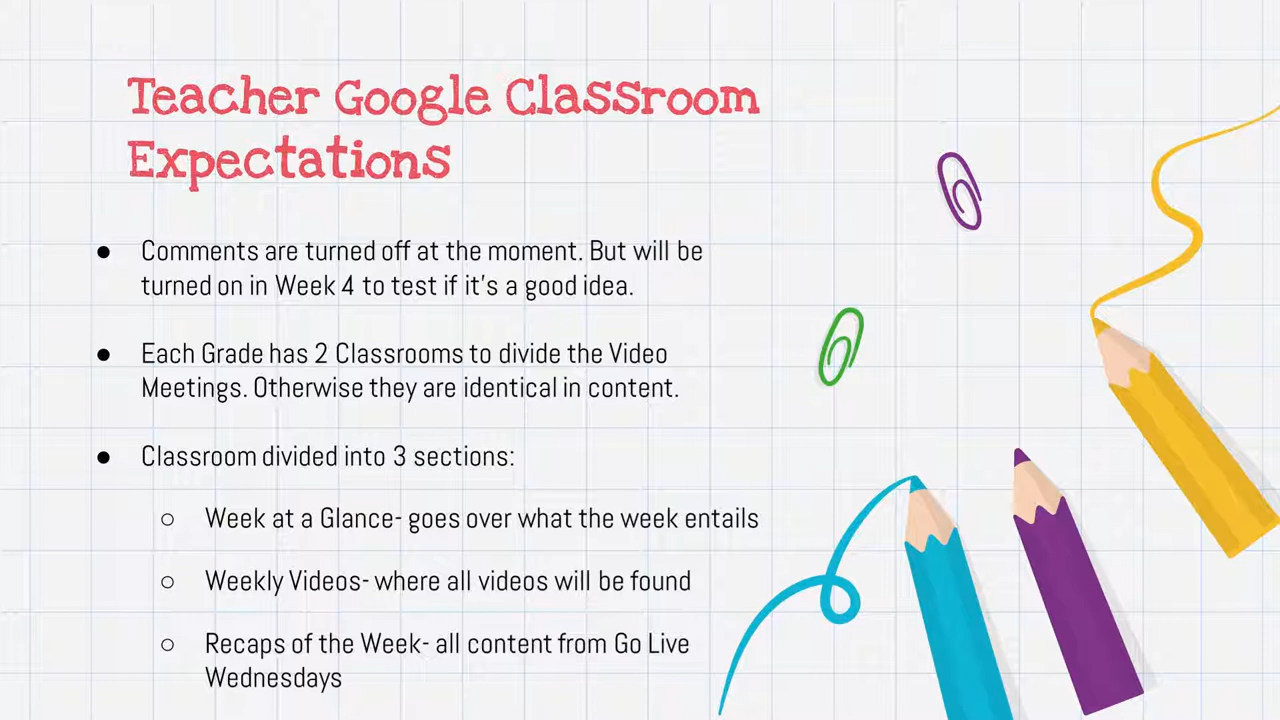 Teacher Google Classroom
Expectations
● Comments are turned off at the moment. But will be
turned on in Week 4 to test if it's a good idea.
● Each Grade has 2 Classrooms to divide the Video
Meetings. Otherwise they are identical in content.
● Classroom divided into 3 sections:
○ Week at a Glance- goes over what the week entails
○ Weekly Videos- where all videos will be found
○ Recaps of the Week- all content from Go Live
Wednesdays